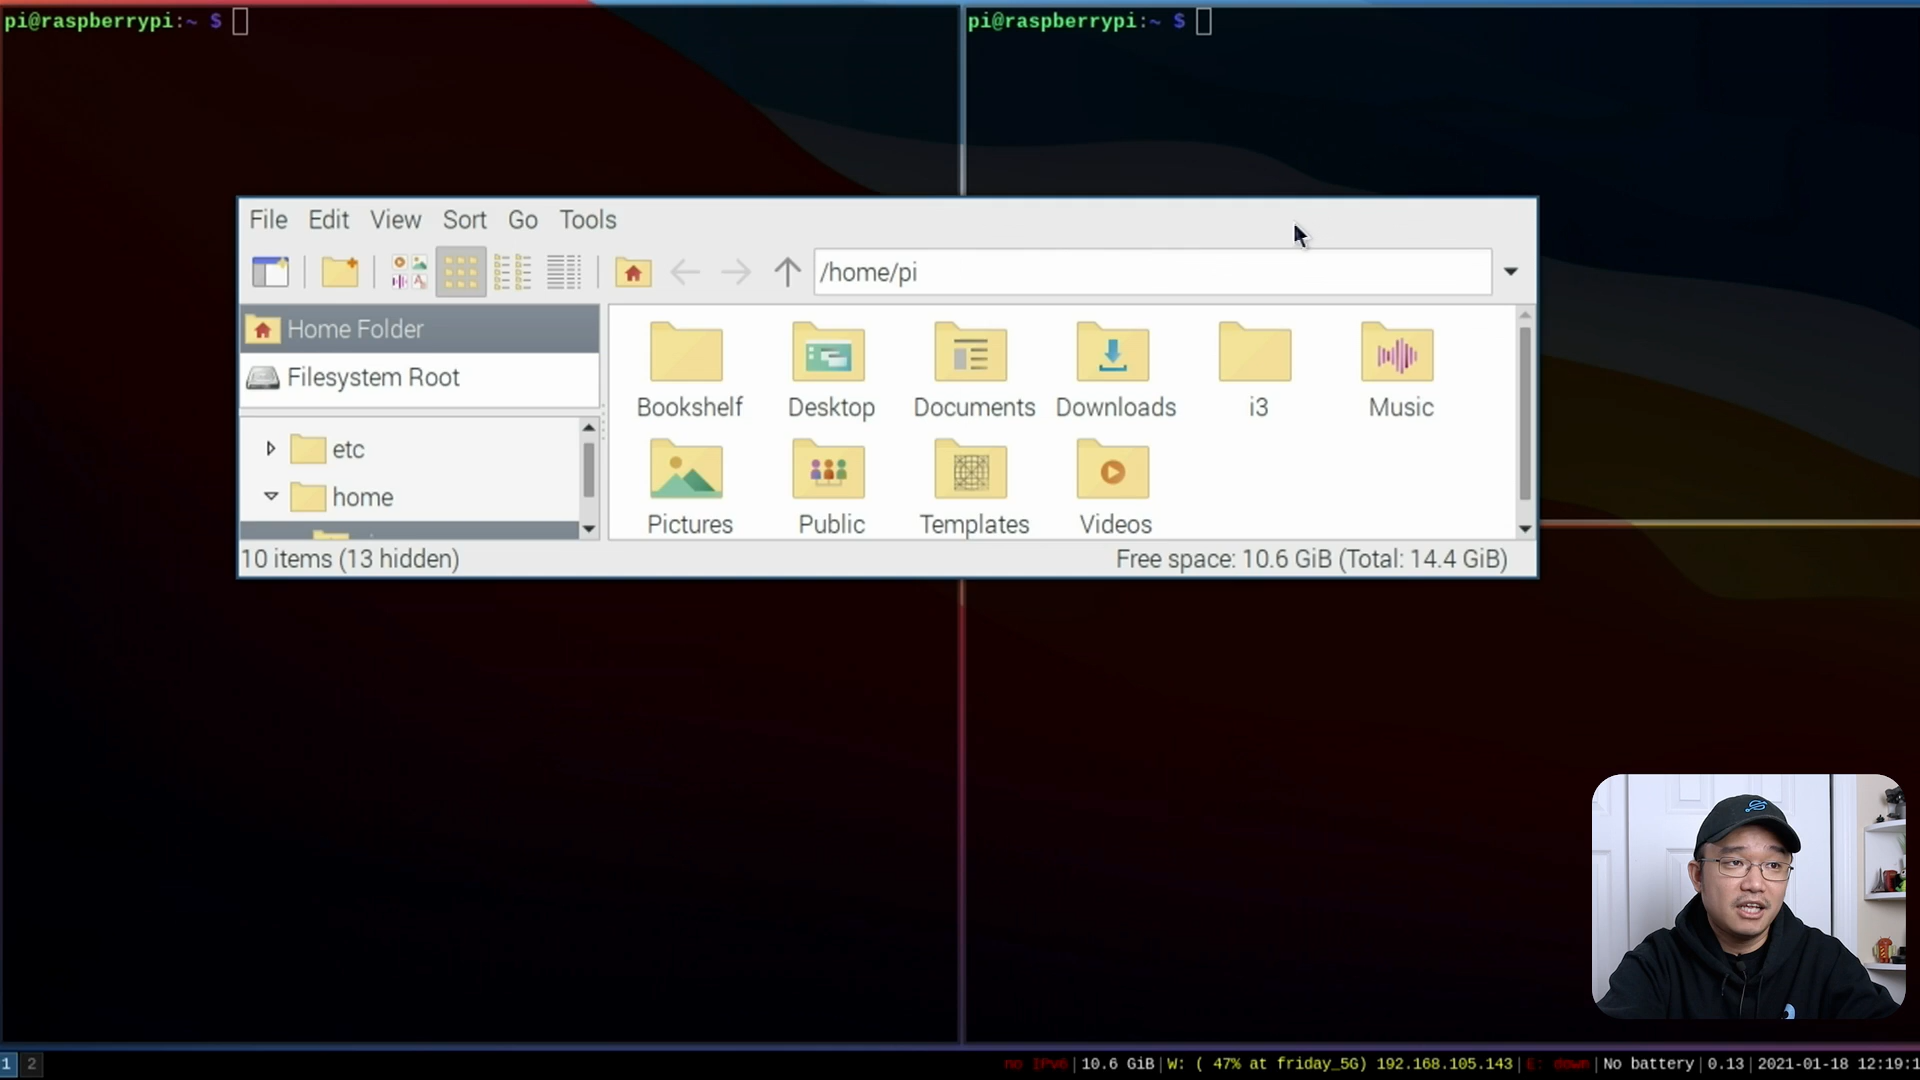 pi@raspberrypi:~ $
pi@raspberrypi:~ $
File Edit View Sort Go Tools
/home/pi
Home Folder
Filesystem Root
etc
home
Bookshelf Desktop Documents Downloads i3 Music
Pictures Public Templates Videos
10 items (13 hidden)
Free space: 10.6 GiB (Total: 14.4 GiB)
1 2
no IPv6|10.6 GiB|W: ( 47% at friday_5G) 192.168.105.143|E: down|No battery|0.13|2021-01-18 12:19:1